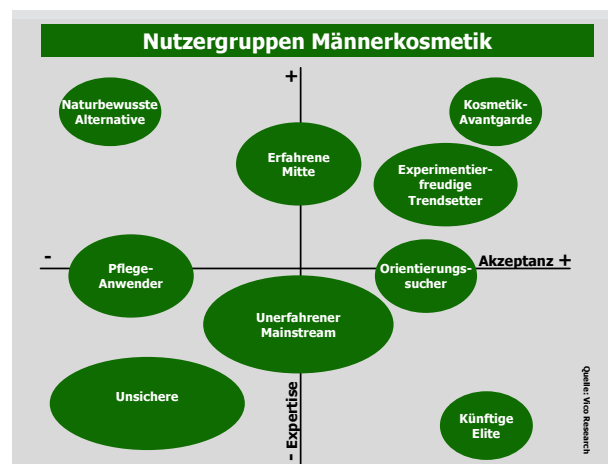 Nutzergruppen Männerkosmetik
+
Naturbewusste
Alternative
Kosmetik-
Avantgarde
Erfahrene
Mitte
Experimentier-
freudige
Trendsetter
-
Akzeptanz +
Pflege-
Anwender
Orientierungs-
sucher
Unerfahrener
Mainstream
Unsichere
Künftige
Elite
- Expertise
Quelle: Vico Research